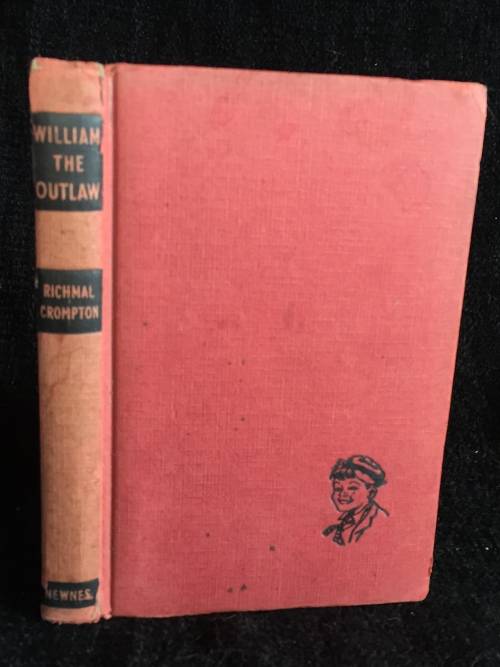 WILLIAM
THE
OUTLAW
RICHMAL
CROMPTON
NEWNES